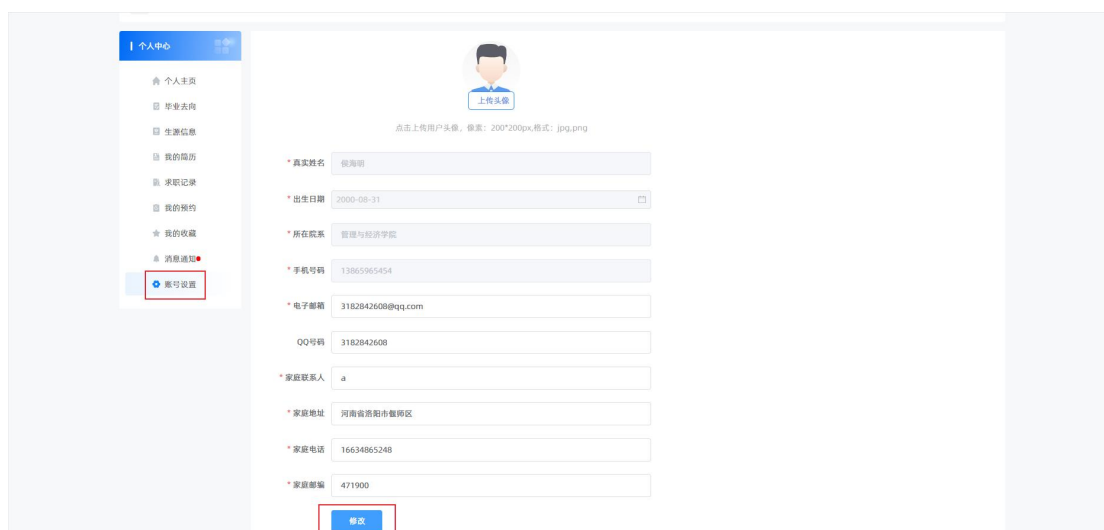 个人中心
个人主页
毕业去向
生源信息
我的简历
求职记录
我的预约
我的收藏
消息通知
账号设置
上传头像
点击上传用户头像，像素：200*200px,格式：jpg,png
* 真实姓名 侯海明
* 出生日期 2000-08-31
* 所在院系 管理与经济学院
* 手机号码 13865965454
* 电子邮箱 3182842608@qq.com
QQ号码 3182842608
* 家庭联系人 a
* 家庭地址 河南省洛阳市偃师区
* 家庭电话 16634865248
* 家庭邮编 471900
修改